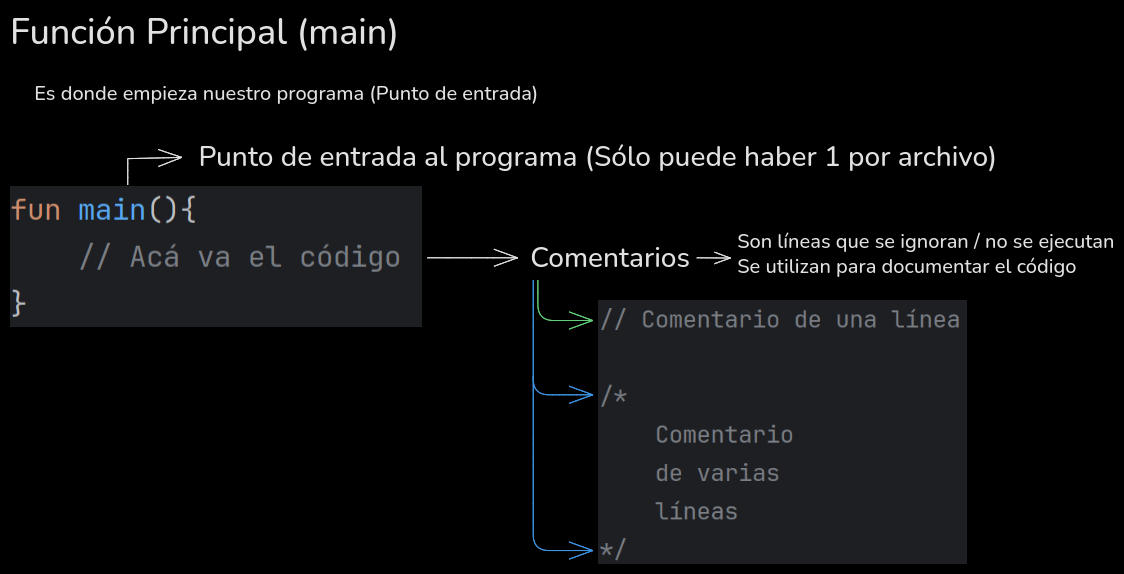 Función Principal (main)
Es donde empieza nuestro programa (Punto de entrada)
Punto de entrada al programa (Sólo puede haber 1 por archivo)
fun main(){
// Acá va el código
}
Comentarios
Son líneas que se ignoran / no se ejecutan
Se utilizan para documentar el código
// Comentario de una línea
/*
Comentario
de varias
líneas
*/